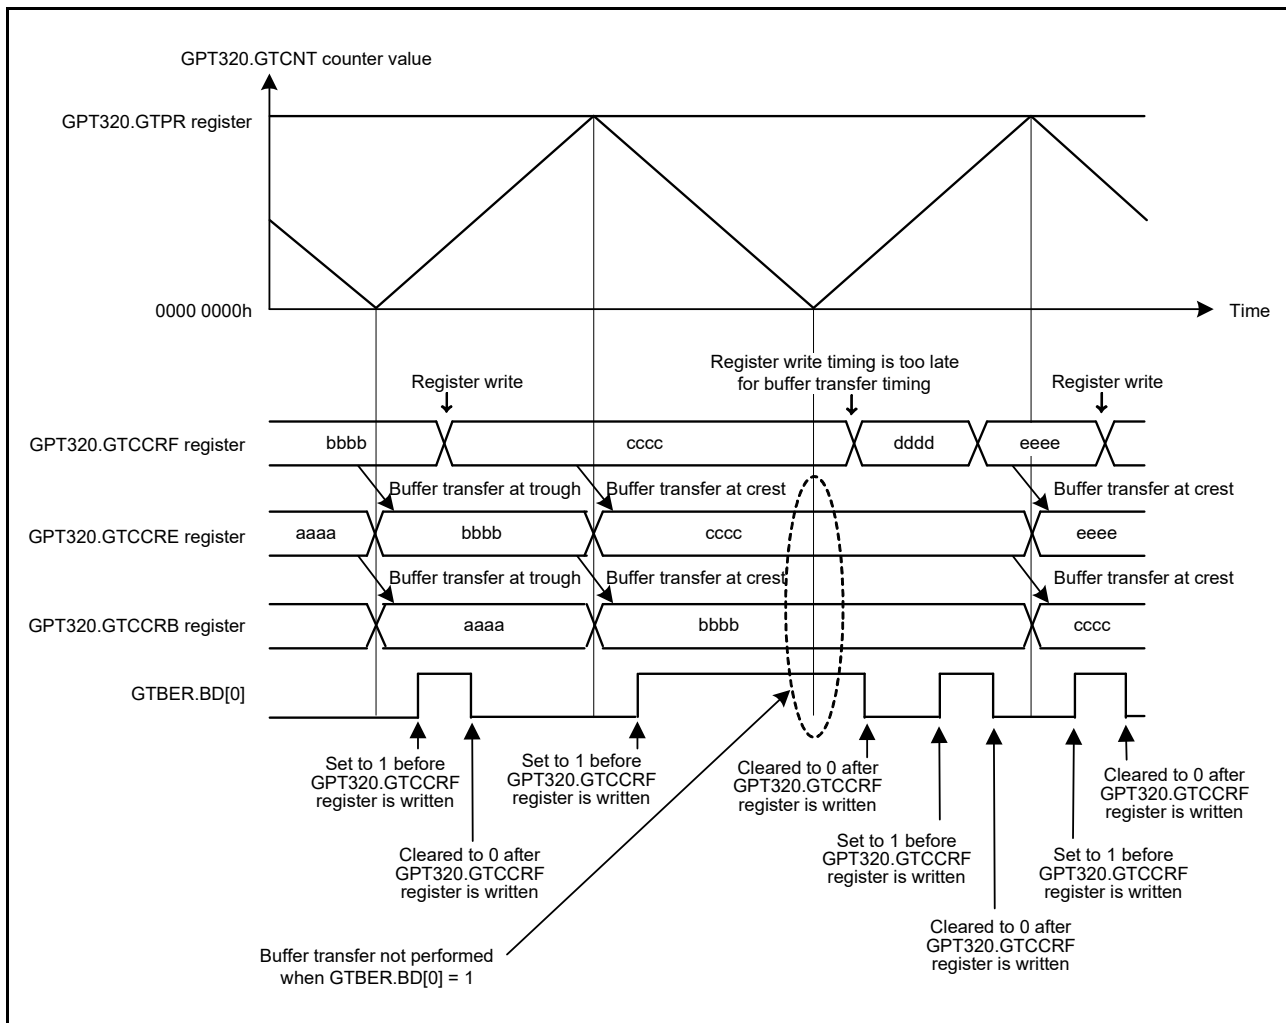 GPT320.GTCNT counter value
GPT320.GTPR register
0000 0000h
Time
Register write
Register write timing is too late
for buffer transfer timing
Register write
GPT320.GTCCRF register
bbbb
cccc
dddd
eeee
Buffer transfer at trough
Buffer transfer at crest
Buffer transfer at crest
GPT320.GTCCRE register
aaaa
bbbb
cccc
eeee
Buffer transfer at trough
Buffer transfer at crest
Buffer transfer at crest
GPT320.GTCCRB register
aaaa
bbbb
cccc
GTBER.BD[0]
Set to 1 before
GPT320.GTCCRF
register is written
Cleared to 0 after
GPT320.GTCCRF
register is written
Set to 1 before
GPT320.GTCCRF
register is written
Cleared to 0 after
GPT320.GTCCRF
register is written
Set to 1 before
GPT320.GTCCRF
register is written
Cleared to 0 after
GPT320.GTCCRF
register is written
Set to 1 before
GPT320.GTCCRF
register is written
Cleared to 0 after
GPT320.GTCCRF
register is written
Buffer transfer not performed
when GTBER.BD[0] = 1